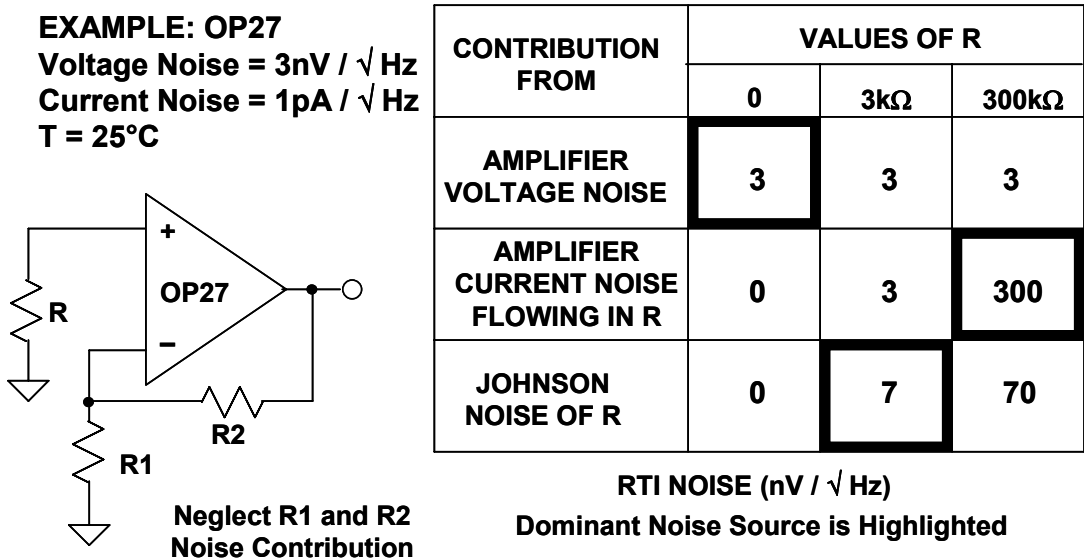 EXAMPLE: OP27
Voltage Noise = 3nV / √ Hz
Current Noise = 1pA / √ Hz
T = 25°C
+
OP27
–
R
R2
R1
Neglect R1 and R2
Noise Contribution
CONTRIBUTION
FROM
VALUES OF R
0 3kΩ 300kΩ
AMPLIFIER
VOLTAGE NOISE
3 3 3
AMPLIFIER
CURRENT NOISE
FLOWING IN R
0 3 300
JOHNSON
NOISE OF R
0 7 70
RTI NOISE (nV / √ Hz)
Dominant Noise Source is Highlighted